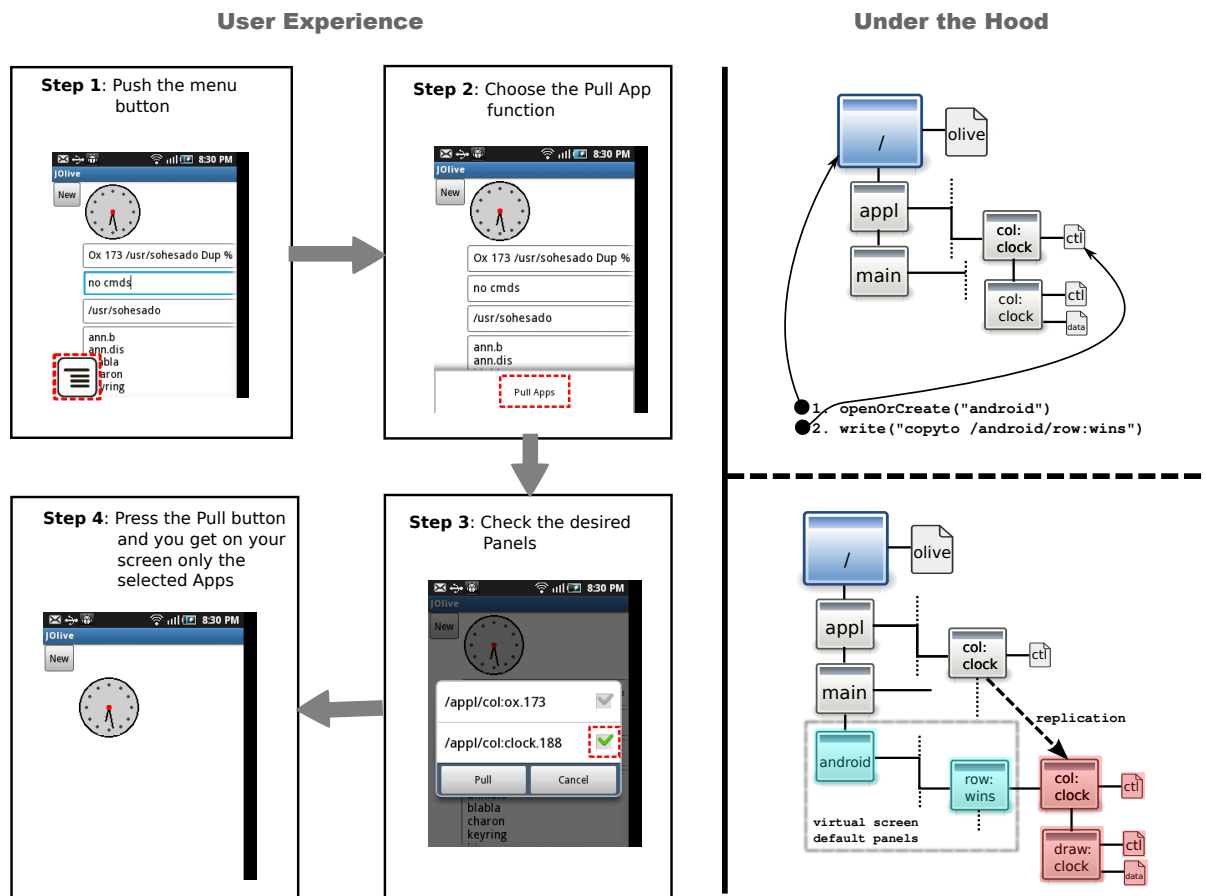 User Experience
Under the Hood
Step 1: Push the menu
button
8:30 PM
JOlive
New
Ox 173 /usr/sohesado Dup %
no cmds
/usr/sohesado
ann.b
ann.dis
bla
aron
yring
Step 2: Choose the Pull App
function
8:30 PM
JOlive
New
Ox 173 /usr/sohesado Dup %
no cmds
/usr/sohesado
ann.b
ann.dis
Pull Apps
Step 4: Press the Pull button
and you get on your
screen only the
selected Apps
8:30 PM
JOlive
New
Step 3: Check the desired
Panels
8:30 PM
JOlive
New
/appl/col:ox.173
/appl/col:clock.188
Pull
Cancel
blabla
charon
keyring
/
olive
appl
main
col:
clock
ctl
col:
clock
ctl
data
1. openOrCreate("android")
2. write("copyto /android/row:wins")
/
olive
appl
main
col:
clock
ctl
replication
android
row:
wins
virtual screen
default panels
col:
clock
ctl
draw:
clock
ctl
data